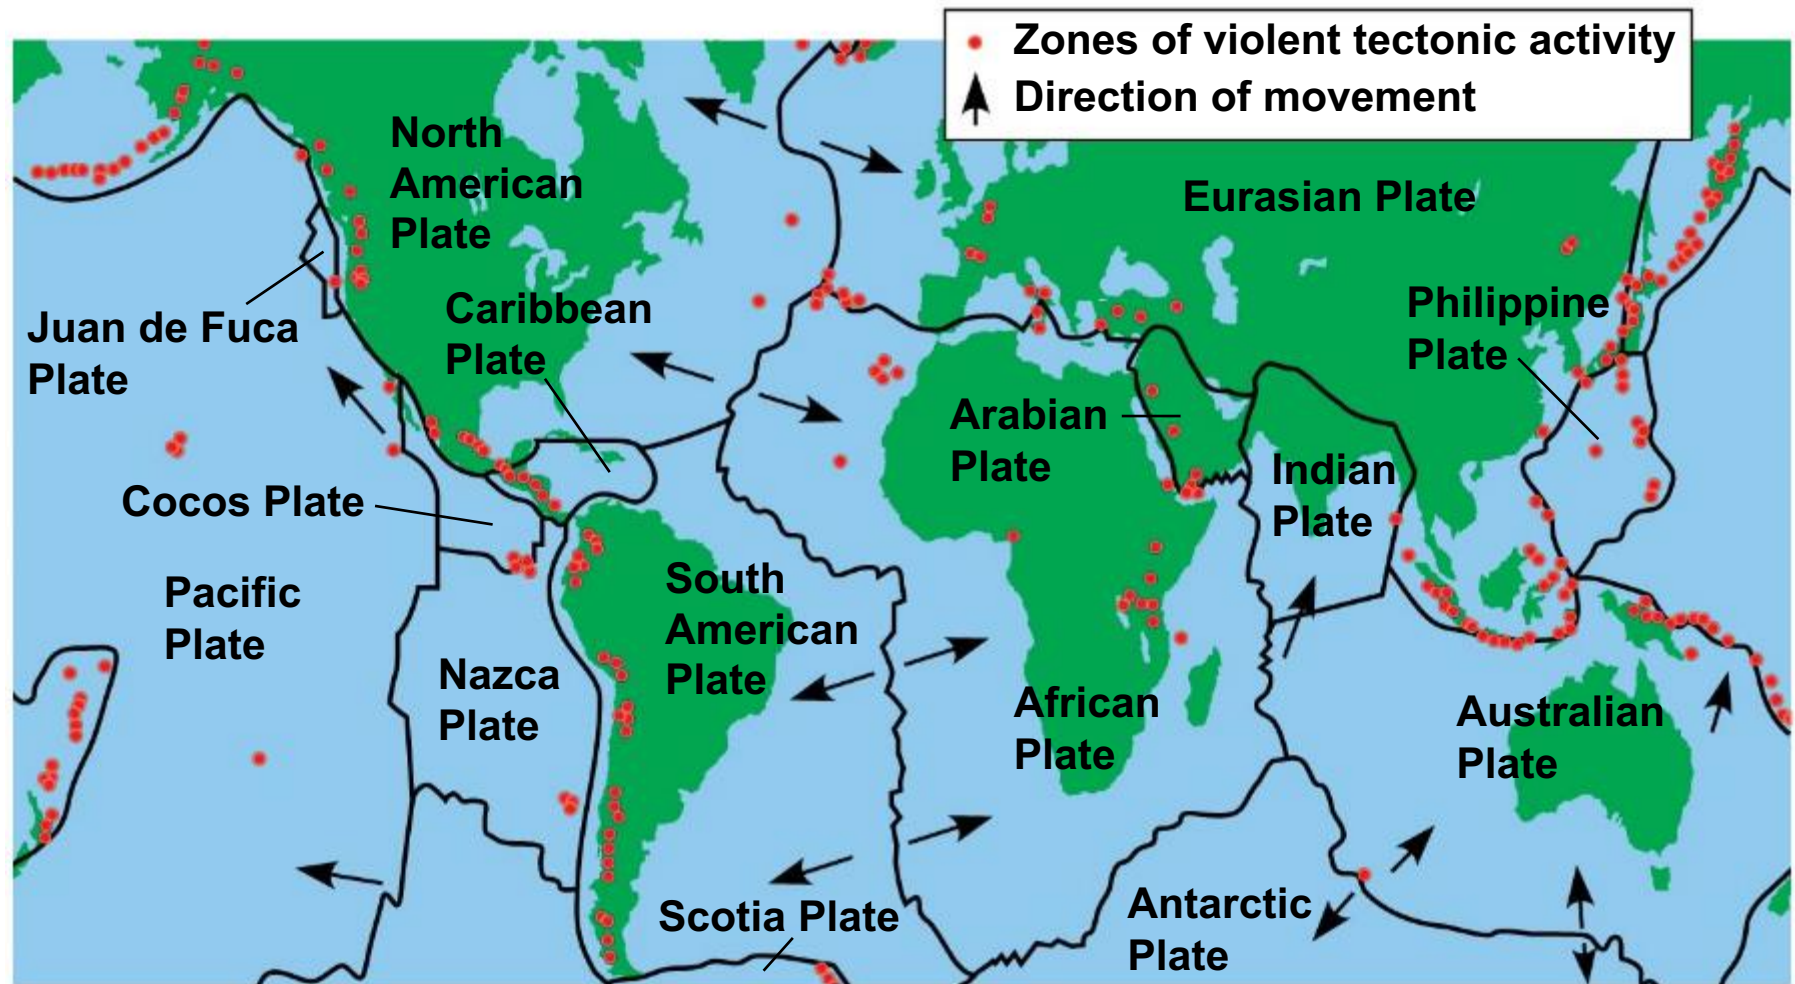 Zones of violent tectonic activity
Direction of movement
North
American
Plate
Eurasian Plate
Juan de Fuca
Plate
Caribbean
Plate
Philippine
Plate
Arabian
Plate
Indian
Plate
Cocos Plate
Pacific
Plate
South
American
Plate
Nazca
Plate
African
Plate
Australian
Plate
Scotia Plate
Antarctic
Plate